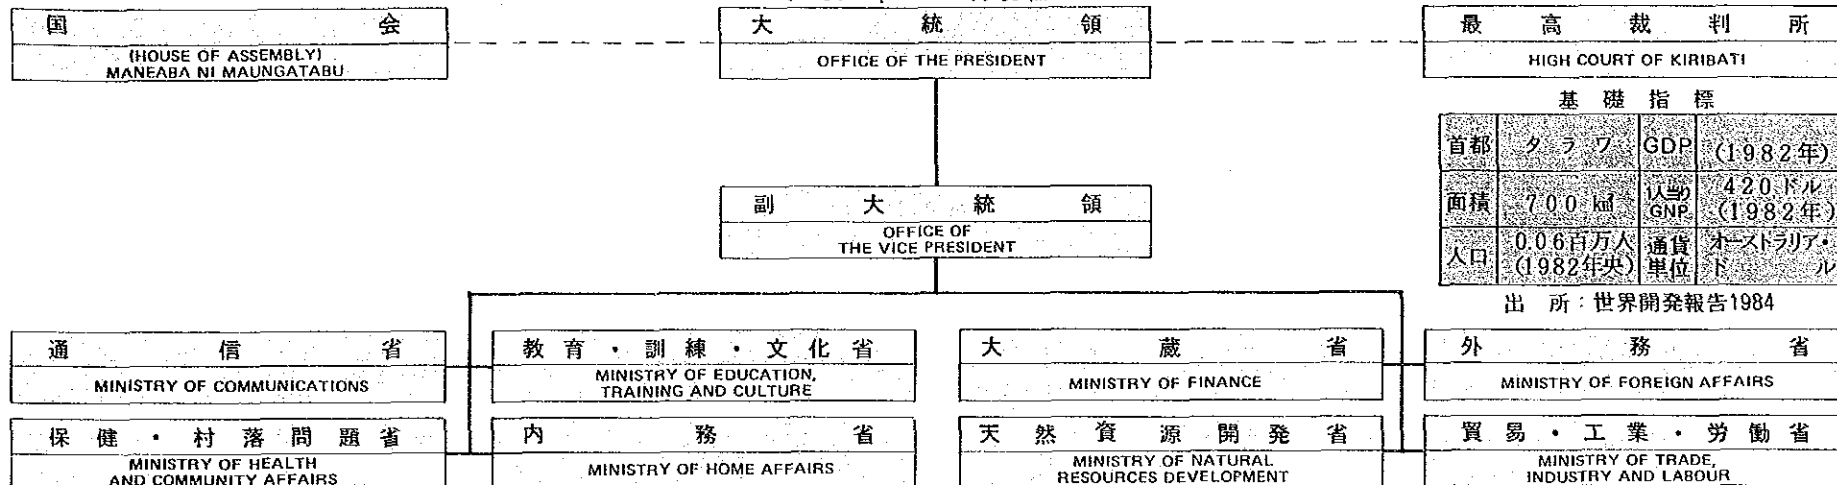 国会
(HOUSE OF ASSEMBLY)
MANEABA NI MAUNGATABU
大統領
OFFICE OF THE PRESIDENT
最高裁判所
HIGH COURT OF KIRIBATI
基礎指標
首都 タラワ GDP (1982年)
面積 700㎢ 1人当り GNP 420ドル (1982年)
人口 0.06百万人 (1982年央) 通貨単位 オーストラリア・ドル
出所：世界開発報告1984
副大統領
OFFICE OF
THE VICE PRESIDENT
通信省
MINISTRY OF COMMUNICATIONS
教育・訓練・文化省
MINISTRY OF EDUCATION,
TRAINING AND CULTURE
大蔵省
MINISTRY OF FINANCE
外務省
MINISTRY OF FOREIGN AFFAIRS
保健・村落問題省
MINISTRY OF HEALTH
AND COMMUNITY AFFAIRS
内務省
MINISTRY OF HOME AFFAIRS
天然資源開発省
MINISTRY OF NATURAL
RESOURCES DEVELOPMENT
貿易・工業・労働省
MINISTRY OF TRADE,
INDUSTRY AND LABOUR